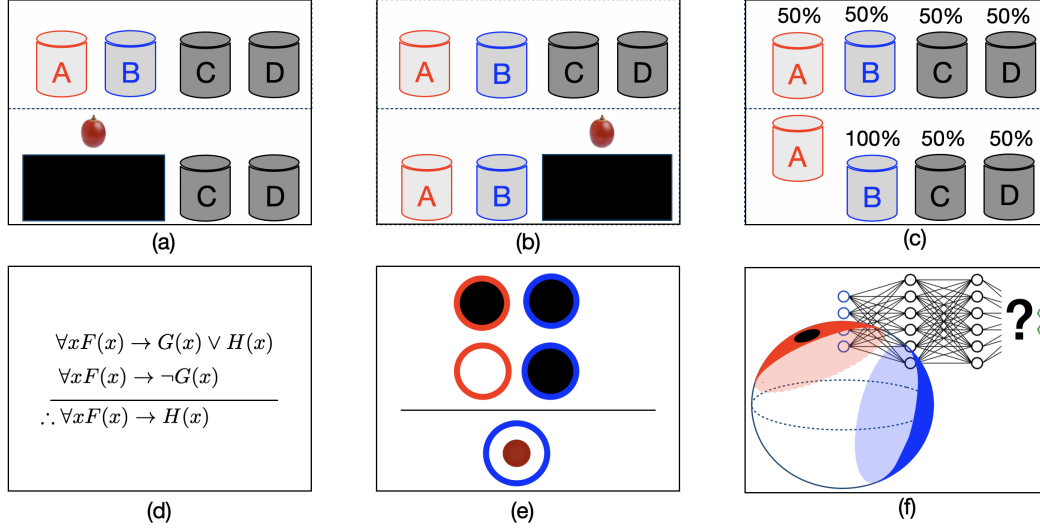 A B C D
C D
(a)
A B C D
A B
(b)
50% 50% 50% 50%
A B C D
100% 50% 50%
A B C D
(c)
∀xF(x) → G(x) ∨ H(x)
∀xF(x) → ¬G(x)
∴ ∀xF(x) → H(x)
(d)
(e)
?
(f)